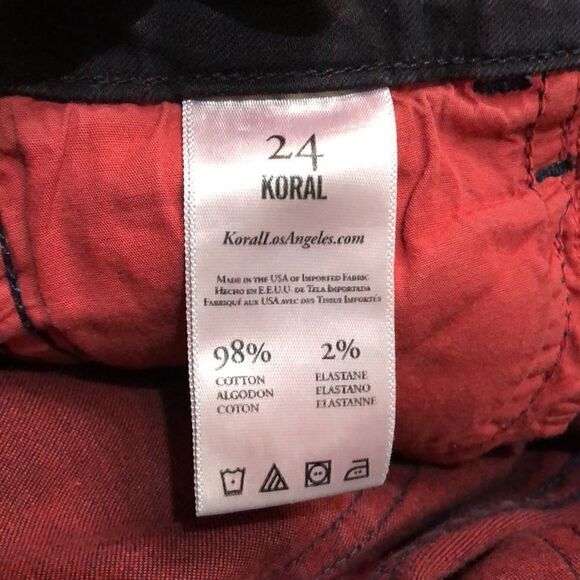 24
KORAL
KoralLosAngeles.com
MADE IN THE USA OF IMPORTED FABRIC
HECHO EN E.E.U.U. DE TELA IMPORTADA
FABRIQUÉ AUX USA AVEC DES TISSUS IMPORTÉS
98% 2%
COTTON ELASTANE
ALGODON ELASTANO
COTON ELASTANNE